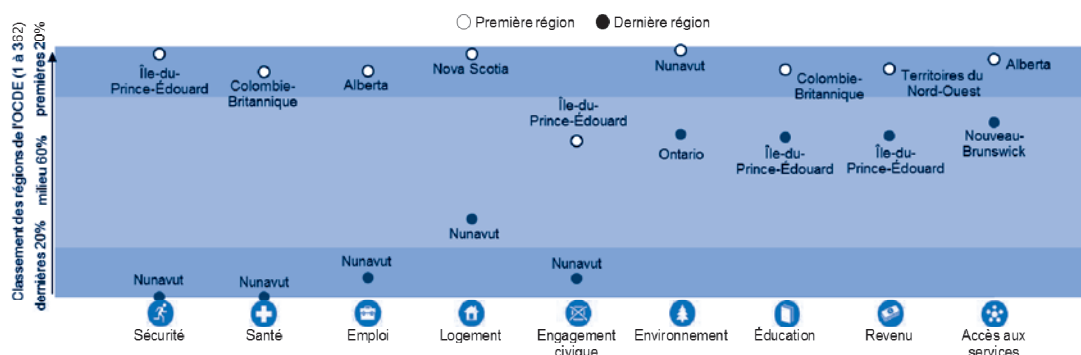 Première région
Dernière région
Classement des régions de l'OCDE (1 à 362)
dernières 20% milieu 60% premières 20%
Île-du-
Prince-Édouard
Colombie-
Britannique
Alberta
Nova Scotia
Île-du-
Prince-Édouard
Nunavut
Colombie-
Britannique
Territoires du
Nord-Ouest
Alberta
Ontario
Île-du-
Prince-Édouard
Île-du-
Prince-Édouard
Nouveau-
Brunswick
Nunavut
Nunavut
Nunavut
Nunavut
Nunavut
Sécurité
Santé
Emploi
Logement
Engagement
civique
Environnement
Éducation
Revenu
Accès aux
services